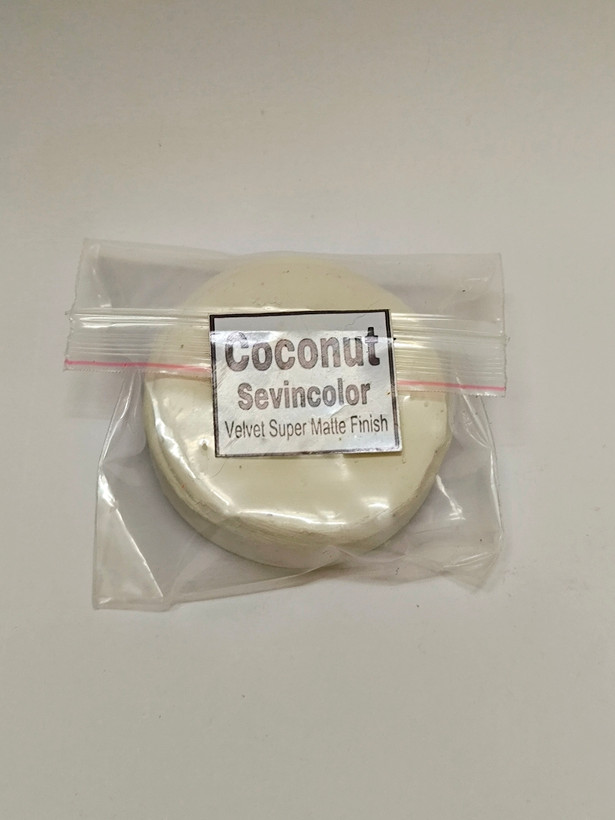 Coconut
Sevincolor
Velvet Super Matte Finish